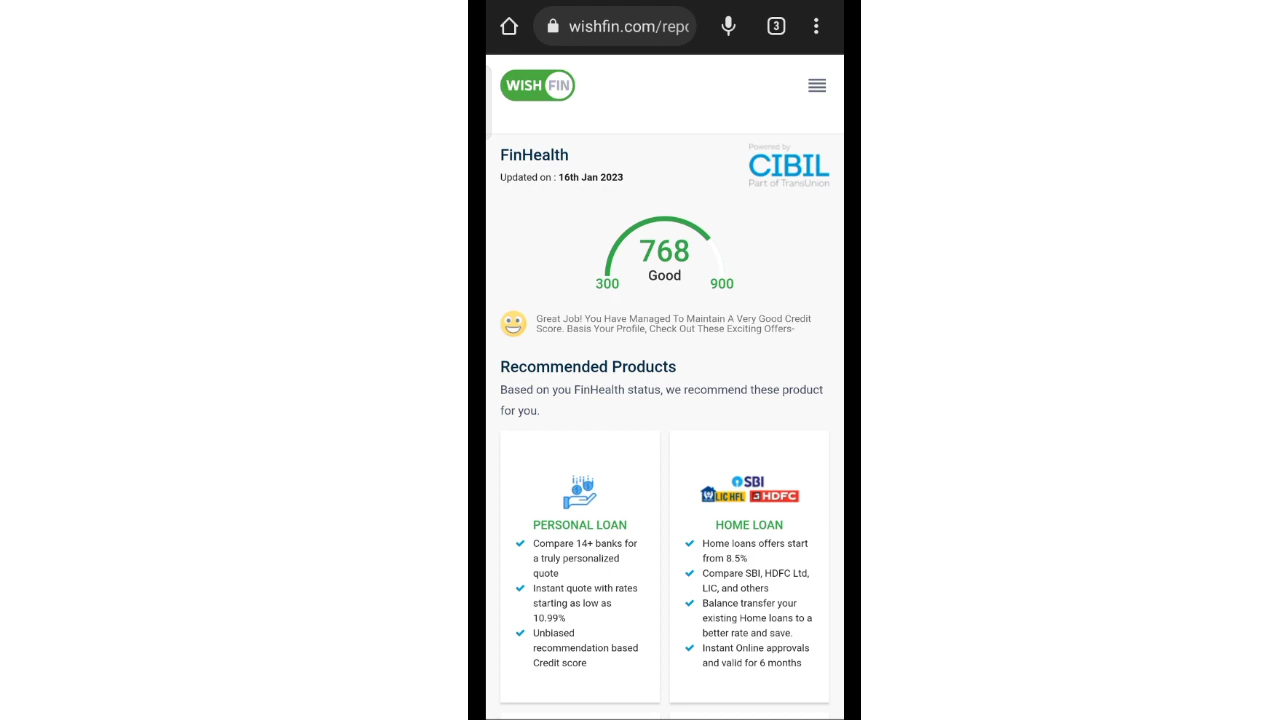 wishfin.com/repo
3
WISH FIN
FinHealth
Updated on : 16th Jan 2023
Powered by
CIBIL
Part of TransUnion
768
Good
300
900
Great Job! You Have Managed To Maintain A Very Good Credit
Score. Basis Your Profile, Check Out These Exciting Offers-
Recommended Products
Based on you FinHealth status, we recommend these product
for you.
PERSONAL LOAN
Compare 14+ banks for
a truly personalized
quote
Instant quote with rates
starting as low as
10.99%
Unbiased
recommendation based
Credit score
SBI
LIC HFL HDFC
HOME LOAN
Home loans offers start
from 8.5%
Compare SBI, HDFC Ltd,
LIC, and others
Balance transfer your
existing Home loans to a
better rate and save.
Instant Online approvals
and valid for 6 months